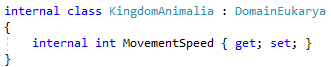 internal class KingdomAnimalia : DomainEukarya
{
    internal int MovementSpeed { get; set; }
}